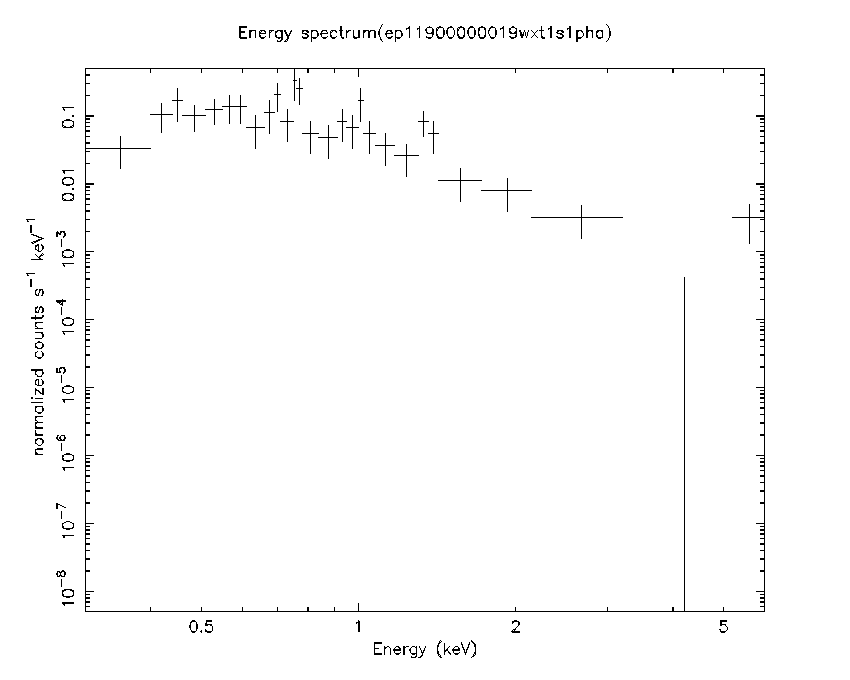 Energy spectrum(ep11900000019wxt1s1pha)
normalized counts s⁻¹ keV⁻¹
0.1
0.01
10⁻³
10⁻⁴
10⁻⁵
10⁻⁶
10⁻⁷
10⁻⁸
0.5 1 2 5
Energy (keV)